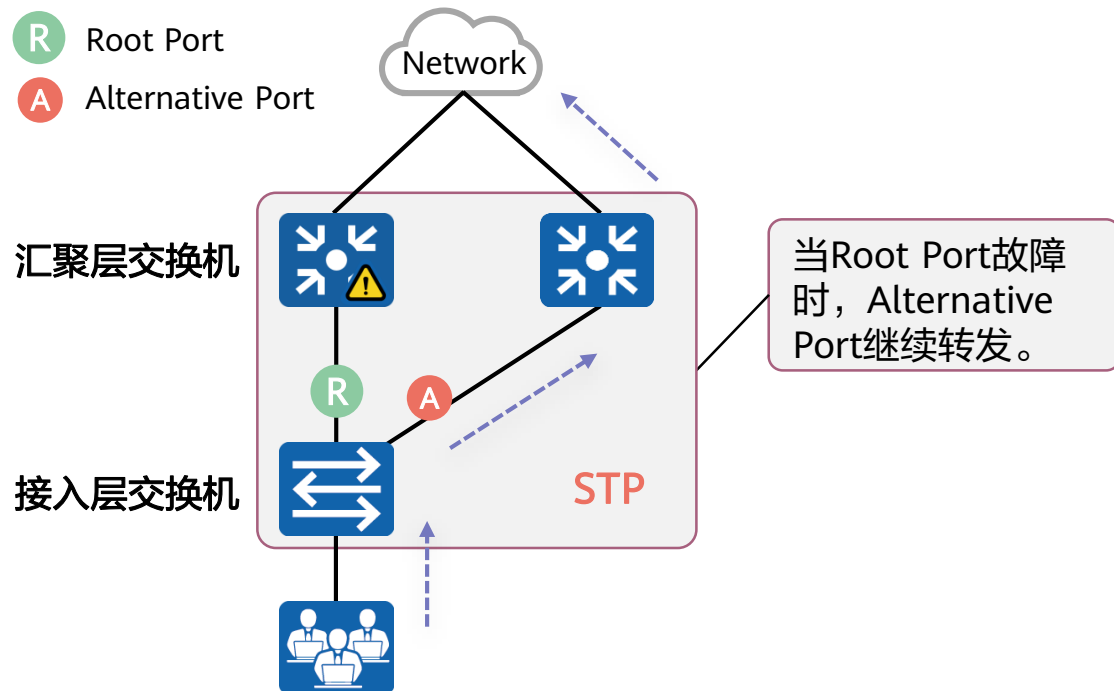 R Root Port
A Alternative Port
Network
汇聚层交换机
当Root Port故障
时，Alternative
Port继续转发。
R
A
接入层交换机
STP